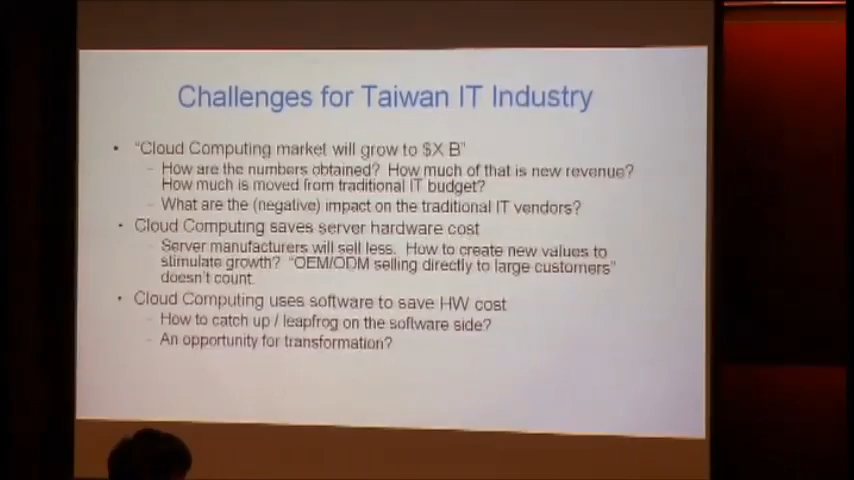 Challenges for Taiwan IT Industry
• "Cloud Computing market will grow to $X B"
– How are the numbers obtained? How much of that is new revenue?
How much is moved from traditional IT budget?
– What are the (negative) impact on the traditional IT vendors?
• Cloud Computing saves server hardware cost
– Server manufacturers will sell less. How to create new values to
stimulate growth? "OEM/ODM selling directly to large customers"
doesn't count.
• Cloud Computing uses software to save HW cost
– How to catch up / leapfrog on the software side?
– An opportunity for transformation?